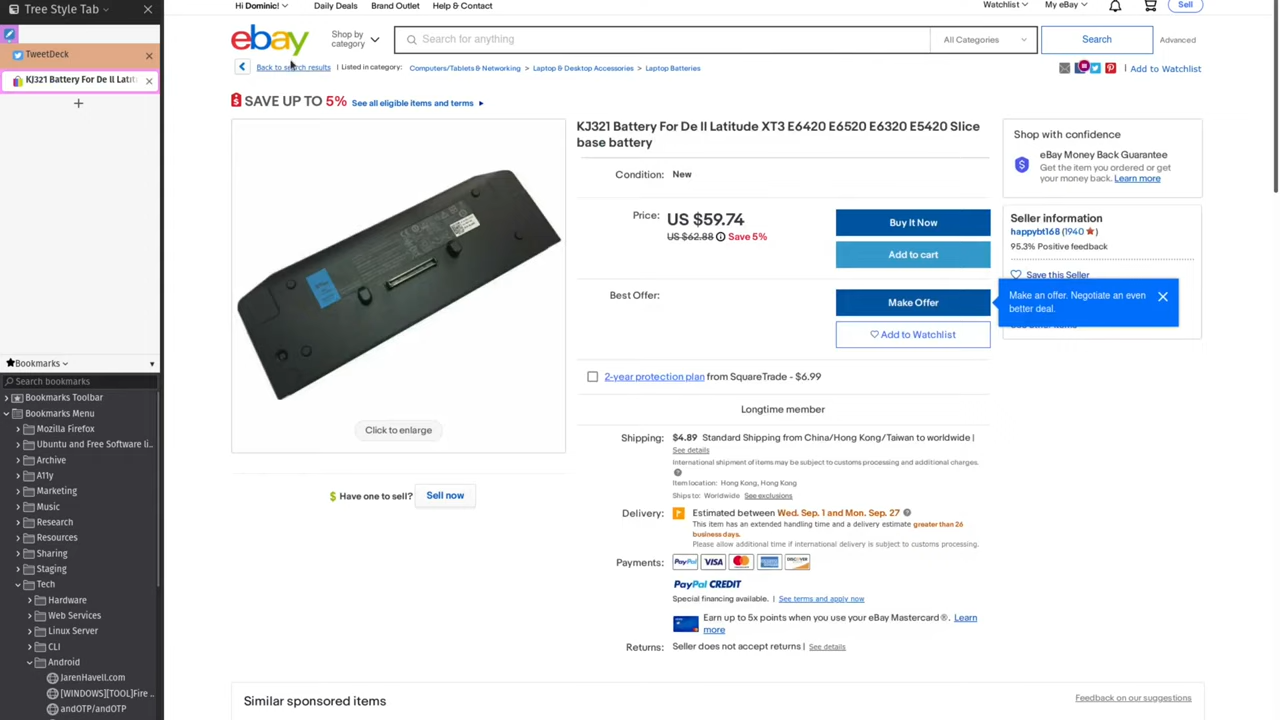 Tree Style Tab
TweetDeck
KJ321 Battery For De ll Latit
Bookmarks
Search bookmarks
Bookmarks Toolbar
Bookmarks Menu
Mozilla Firefox
Ubuntu and Free Software li...
Archive
A11y
Marketing
Music
Research
Resources
Sharing
Staging
Tech
Hardware
Web Services
Linux Server
CLI
Android
JarenHavell.com
[WINDOWS][TOOL]Fire ...
andOTP/andOTP
Hi Dominic!
Daily Deals
Brand Outlet
Help & Contact
Watchlist
My eBay
Sell
ebay
Shop by
category
Search for anything
All Categories
Search
Advanced
Back to search results | Listed in category: Computers/Tablets & Networking > Laptop & Desktop Accessories > Laptop Batteries
| Add to Watchlist
SAVE UP TO 5% See all eligible items and terms
Click to enlarge
Have one to sell? Sell now
KJ321 Battery For De ll Latitude XT3 E6420 E6520 E6320 E5420 Slice
base battery
Condition: New
Price: US $59.74
US $62.88 Save 5%
Buy It Now
Add to cart
Best Offer:
Make Offer
Add to Watchlist
2-year protection plan from SquareTrade - $6.99
Longtime member
Shipping: $4.89 Standard Shipping from China/Hong Kong/Taiwan to worldwide |
See details
International shipment of items may be subject to customs processing and additional charges.
Item location: Hong Kong, Hong Kong
Ships to: Worldwide See exclusions
Delivery: Estimated between Wed. Sep. 1 and Mon. Sep. 27
This item has an extended handling time and a delivery estimate greater than 26
business days.
Please allow additional time if international delivery is subject to customs processing.
Payments: PayPal VISA MasterCard DISCOVER
PayPal CREDIT
Special financing available. | See terms and apply now
Earn up to 5x points when you use your eBay Mastercard®. Learn
more
Returns: Seller does not accept returns | See details
Shop with confidence
eBay Money Back Guarantee
Get the item you ordered or get
your money back. Learn more
Seller information
happybt168 (1940 )
95.3% Positive feedback
Save this Seller
Make an offer. Negotiate an even
better deal.
Similar sponsored items
Feedback on our suggestions